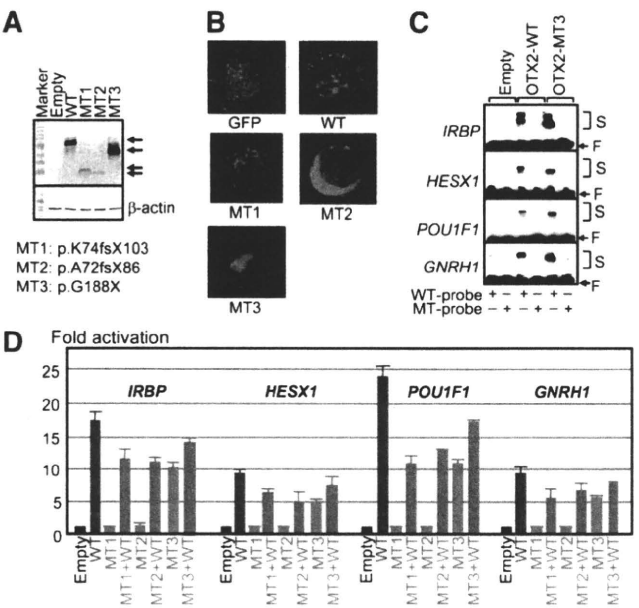 A
Marker
Empty
WT
MT1
MT2
MT3
β-actin
MT1: p.K74fsX103
MT2: p.A72fsX86
MT3: p.G188X
B
GFP
WT
MT1
MT2
MT3
C
Empty
OTX2-WT
OTX2-MT3
IRBP
S
F
HESX1
S
F
POU1F1
S
GNRH1
S
F
WT-probe + - + - + -
MT-probe - + - + - +
D
Fold activation
25
20
15
10
5
0
IRBP
HESX1
POU1F1
GNRH1
Empty
WT
MT1
MT1+WT
MT2
MT2+WT
MT3
MT3+WT
Empty
WT
MT1
MT1+WT
MT2
MT2+WT
MT3
MT3+WT
Empty
WT
MT1
MT1+WT
MT2
MT2+WT
MT3
MT3+WT
Empty
WT
MT1
MT1+WT
MT2
MT2+WT
MT3
MT3+WT